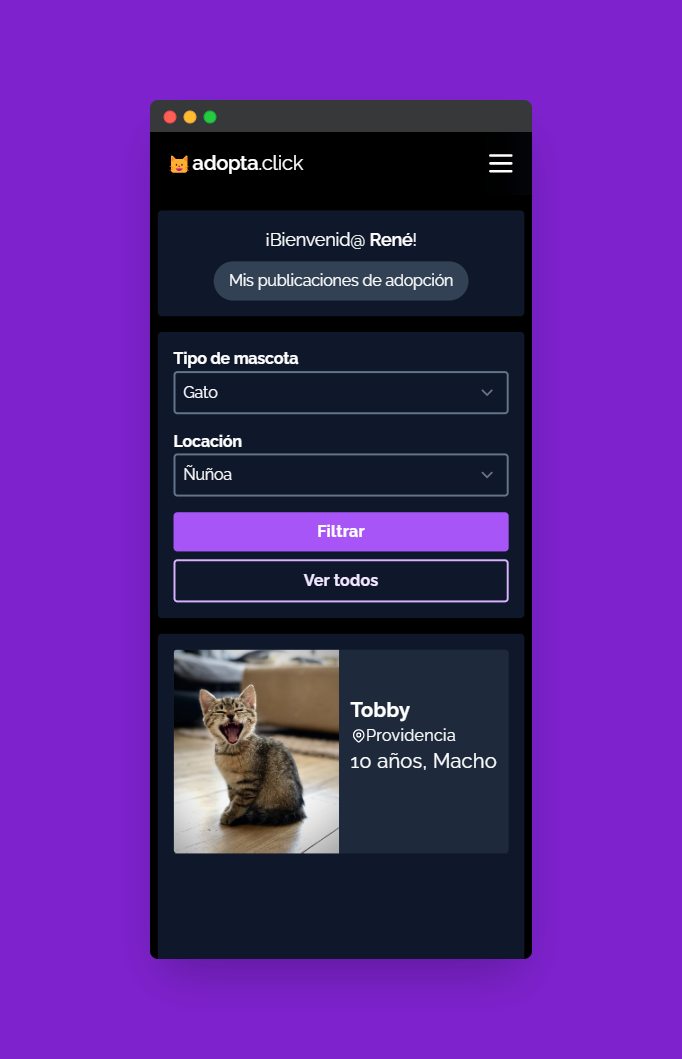 adopta.click
¡Bienvenid@ René!
Mis publicaciones de adopción
Tipo de mascota
Gato
Locación
Ñuñoa
Filtrar
Ver todos
Tobby
Providencia
10 años, Macho